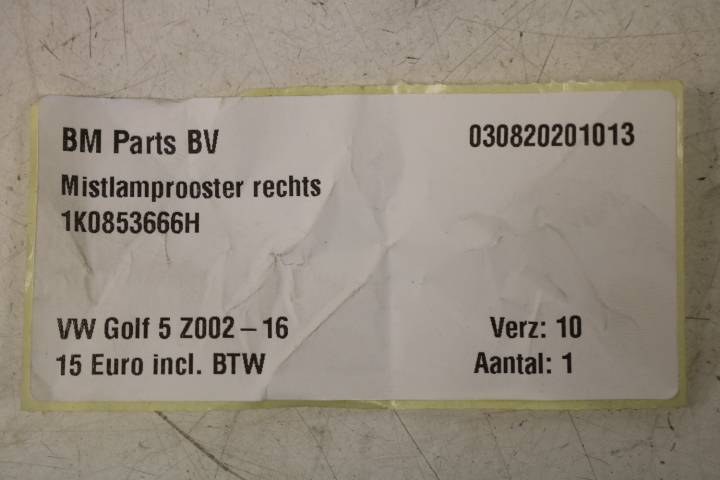 BM Parts BV 030820201013
Mistlamprooster rechts
1K0853666H
VW Golf 5 Z002 – 16 Verz: 10
15 Euro incl. BTW Aantal: 1